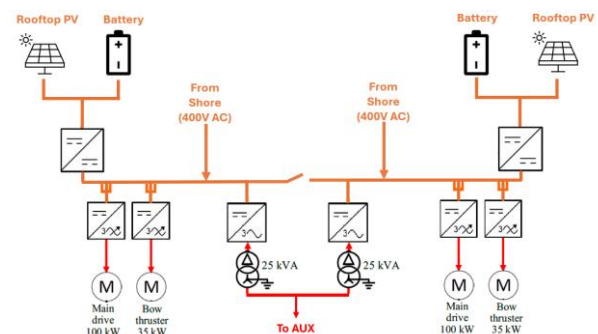 Rooftop PV
Battery
Battery
Rooftop PV
From
Shore
(400V AC)
From
Shore
(400V AC)
3
3
3
3
3
3
25 kVA
25 kVA
M
M
M
M
Main
drive
100 kW
Bow
thruster
35 kW
To AUX
Main
drive
100 kW
Bow
thruster
35 kW